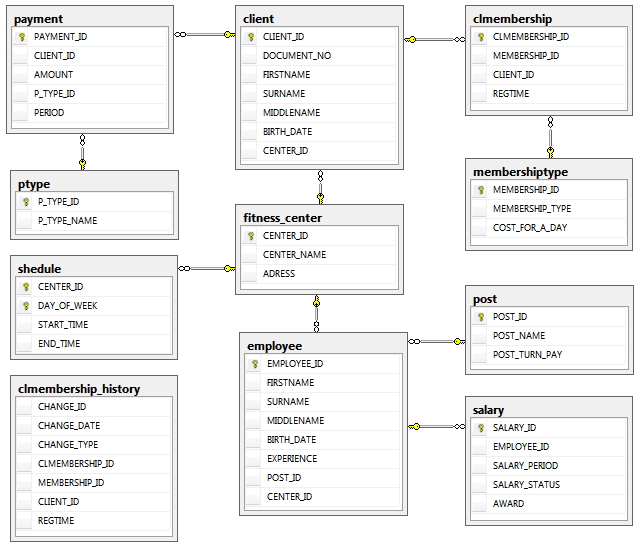 payment
PAYMENT_ID
CLIENT_ID
AMOUNT
P_TYPE_ID
PERIOD
client
CLIENT_ID
DOCUMENT_NO
FIRSTNAME
SURNAME
MIDDLENAME
BIRTH_DATE
CENTER_ID
clmembership
CLMEMBERSHIP_ID
MEMBERSHIP_ID
CLIENT_ID
REGTIME
ptype
P_TYPE_ID
P_TYPE_NAME
fitness_center
CENTER_ID
CENTER_NAME
ADRESS
membershiptype
MEMBERSHIP_ID
MEMBERSHIP_TYPE
COST_FOR_A_DAY
shedule
CENTER_ID
DAY_OF_WEEK
START_TIME
END_TIME
employee
EMPLOYEE_ID
FIRSTNAME
SURNAME
MIDDLENAME
BIRTH_DATE
EXPERIENCE
POST_ID
CENTER_ID
post
POST_ID
POST_NAME
POST_TURN_PAY
clmembership_history
CHANGE_ID
CHANGE_DATE
CHANGE_TYPE
CLMEMBERSHIP_ID
MEMBERSHIP_ID
CLIENT_ID
REGTIME
salary
SALARY_ID
EMPLOYEE_ID
SALARY_PERIOD
SALARY_STATUS
AWARD